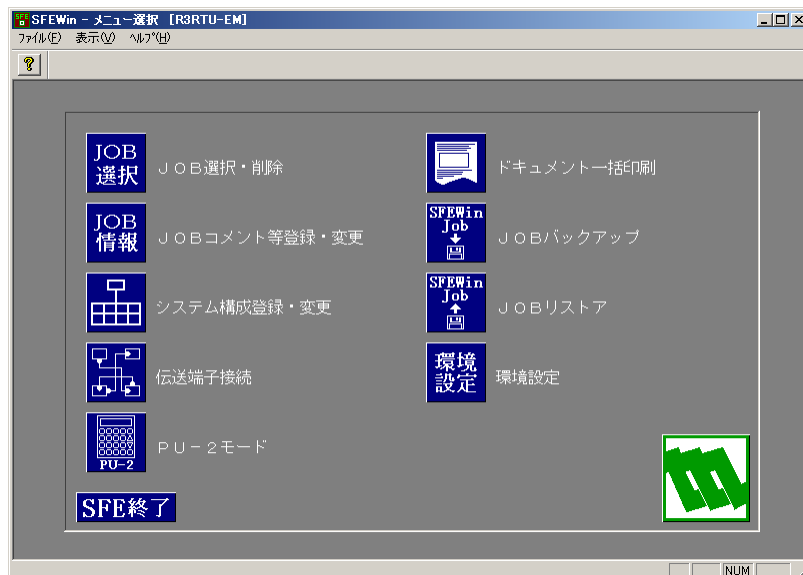 SFEWin - メニュー選択 [R3RTU-EM]
ファイル(F) 表示(V) ヘルプ(H)
JOB
選択
JOB選択・削除
JOB
情報
JOBコメント等登録・変更
システム構成登録・変更
伝送端子接続
PU-2
PU-2モード
SFE終了
ドキュメント一括印刷
SFEWin
Job
JOBバックアップ
SFEWin
Job
JOBリストア
環境
設定
環境設定
NUM